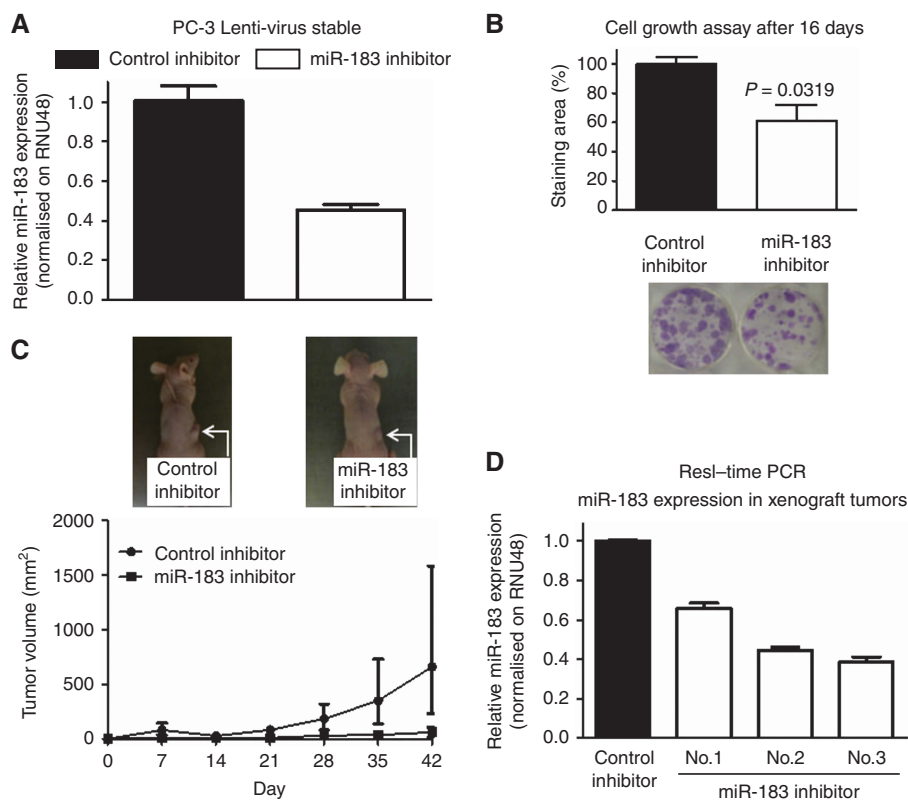 A
PC-3 Lenti-virus stable
Control inhibitor
miR-183 inhibitor
Relative miR-183 expression
(normalised on RNU48)
1.0
0.8
0.6
0.4
0.2
0.0
B
Cell growth assay after 16 days
Staining area (%)
100
80
60
40
20
0
P = 0.0319
Control
inhibitor
miR-183
inhibitor
C
Control
inhibitor
miR-183
inhibitor
Tumor volume (mm²)
2000
1500
1000
500
0
Control inhibitor
miR-183 inhibitor
0 7 14 21 28 35 42
Day
D
Resl–time PCR
miR-183 expression in xenograft tumors
Relative miR-183 expression
(normalised on RNU48)
1.0
0.8
0.6
0.4
0.2
0.0
Control
inhibitor
No.1 No.2 No.3
miR-183 inhibitor